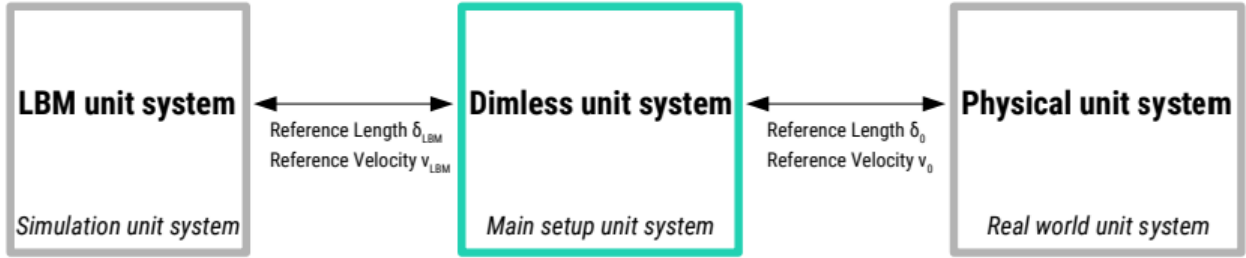 LBM unit system
Simulation unit system
Reference Length δLBM
Reference Velocity vLBM
Dimless unit system
Main setup unit system
Reference Length δ0
Reference Velocity v0
Physical unit system
Real world unit system